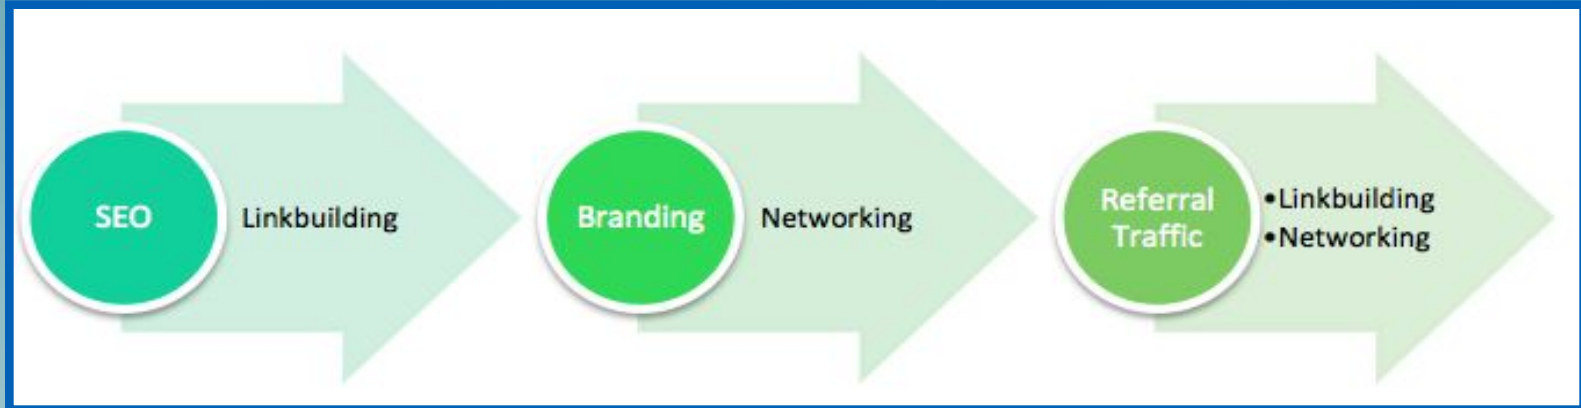 SEO
Linkbuilding
Branding
Networking
Referral
Traffic
•Linkbuilding
•Networking